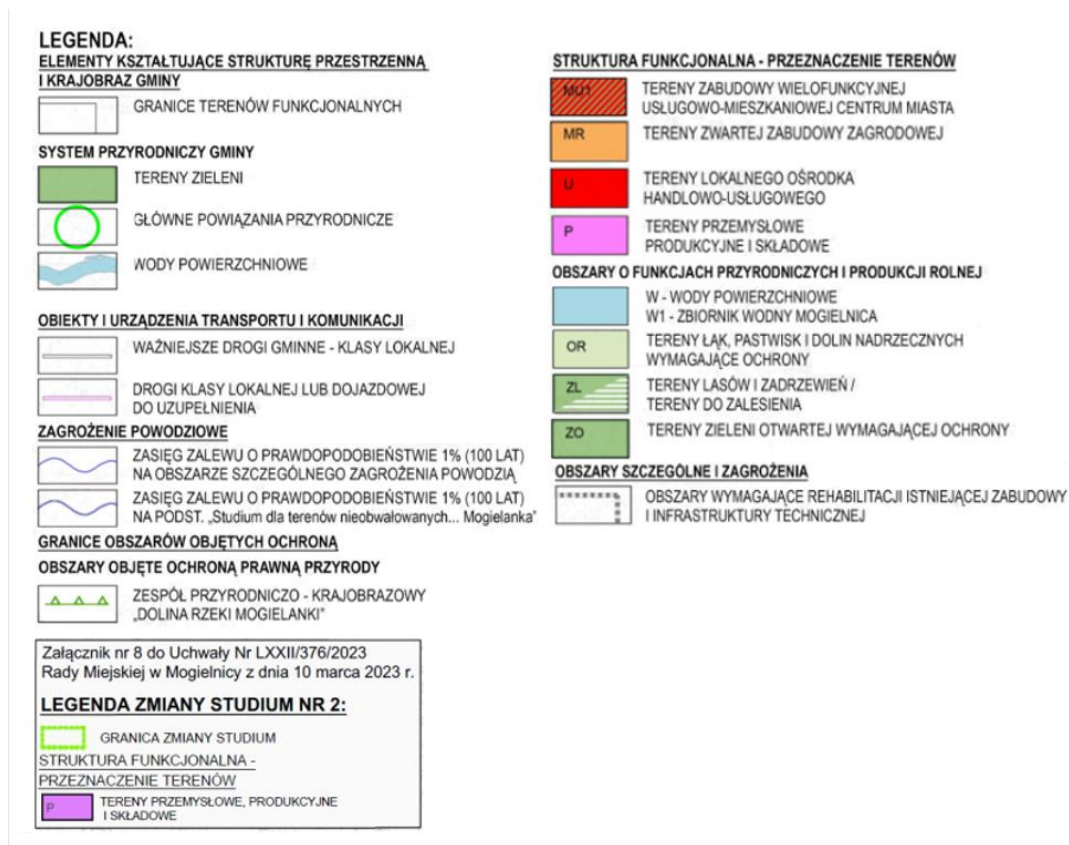 LEGENDA:
ELEMENTY KSZTAŁTUJĄCE STRUKTURĘ PRZESTRZENNĄ
I KRAJOBRAZ GMINY
GRANICE TERENÓW FUNKCJONALNYCH
SYSTEM PRZYRODNICZY GMINY
TERENY ZIELENI
GŁÓWNE POWIĄZANIA PRZYRODNICZE
WODY POWIERZCHNIOWE
OBIEKTY I URZĄDZENIA TRANSPORTU I KOMUNIKACJI
WAŻNIEJSZE DROGI GMINNE - KLASY LOKALNEJ
DROGI KLASY LOKALNEJ LUB DOJAZDOWEJ
DO UZUPEŁNIENIA
ZAGROŻENIE POWODZIOWE
ZASIĘG ZALEWU O PRAWDOPODOBIEŃSTWIE 1% (100 LAT)
NA OBSZARZE SZCZEGÓLNEGO ZAGROŻENIA POWODZIĄ
ZASIĘG ZALEWU O PRAWDOPODOBIEŃSTWIE 1% (100 LAT)
NA PODST. „Studium dla terenów nieobwałowanych... Mogielanka"
GRANICE OBSZARÓW OBJĘTYCH OCHRONĄ
OBSZARY OBJĘTE OCHRONĄ PRAWNĄ PRZYRODY
ZESPÓŁ PRZYRODNICZO - KRAJOBRAZOWY
„DOLINA RZEKI MOGIELANKI"
Załącznik nr 8 do Uchwały Nr LXXII/376/2023
Rady Miejskiej w Mogielnicy z dnia 10 marca 2023 r.
LEGENDA ZMIANY STUDIUM NR 2:
GRANICA ZMIANY STUDIUM
STRUKTURA FUNKCJONALNA -
PRZEZNACZENIE TERENÓW
P TERENY PRZEMYSŁOWE, PRODUKCYJNE
I SKŁADOWE
STRUKTURA FUNKCJONALNA - PRZEZNACZENIE TERENÓW
MU1 TERENY ZABUDOWY WIELOFUNKCYJNEJ
USŁUGOWO-MIESZKANIOWEJ CENTRUM MIASTA
MR TERENY ZWARTEJ ZABUDOWY ZAGRODOWEJ
U TERENY LOKALNEGO OŚRODKA
HANDLOWO-USŁUGOWEGO
P TERENY PRZEMYSŁOWE
PRODUKCYJNE I SKŁADOWE
OBSZARY O FUNKCJACH PRZYRODNICZYCH I PRODUKCJI ROLNEJ
W - WODY POWIERZCHNIOWE
W1 - ZBIORNIK WODNY MOGIELNICA
OR TERENY ŁĄK, PASTWISK I DOLIN NADRZECZNYCH
WYMAGAJĄCE OCHRONY
ZL TERENY LASÓW I ZADRZEWIEŃ /
TERENY DO ZALESIENIA
ZO TERENY ZIELENI OTWARTEJ WYMAGAJĄCEJ OCHRONY
OBSZARY SZCZEGÓLNE I ZAGROŻENIA
OBSZARY WYMAGAJĄCE REHABILITACJI ISTNIEJĄCEJ ZABUDOWY
I INFRASTRUKTURY TECHNICZNEJ